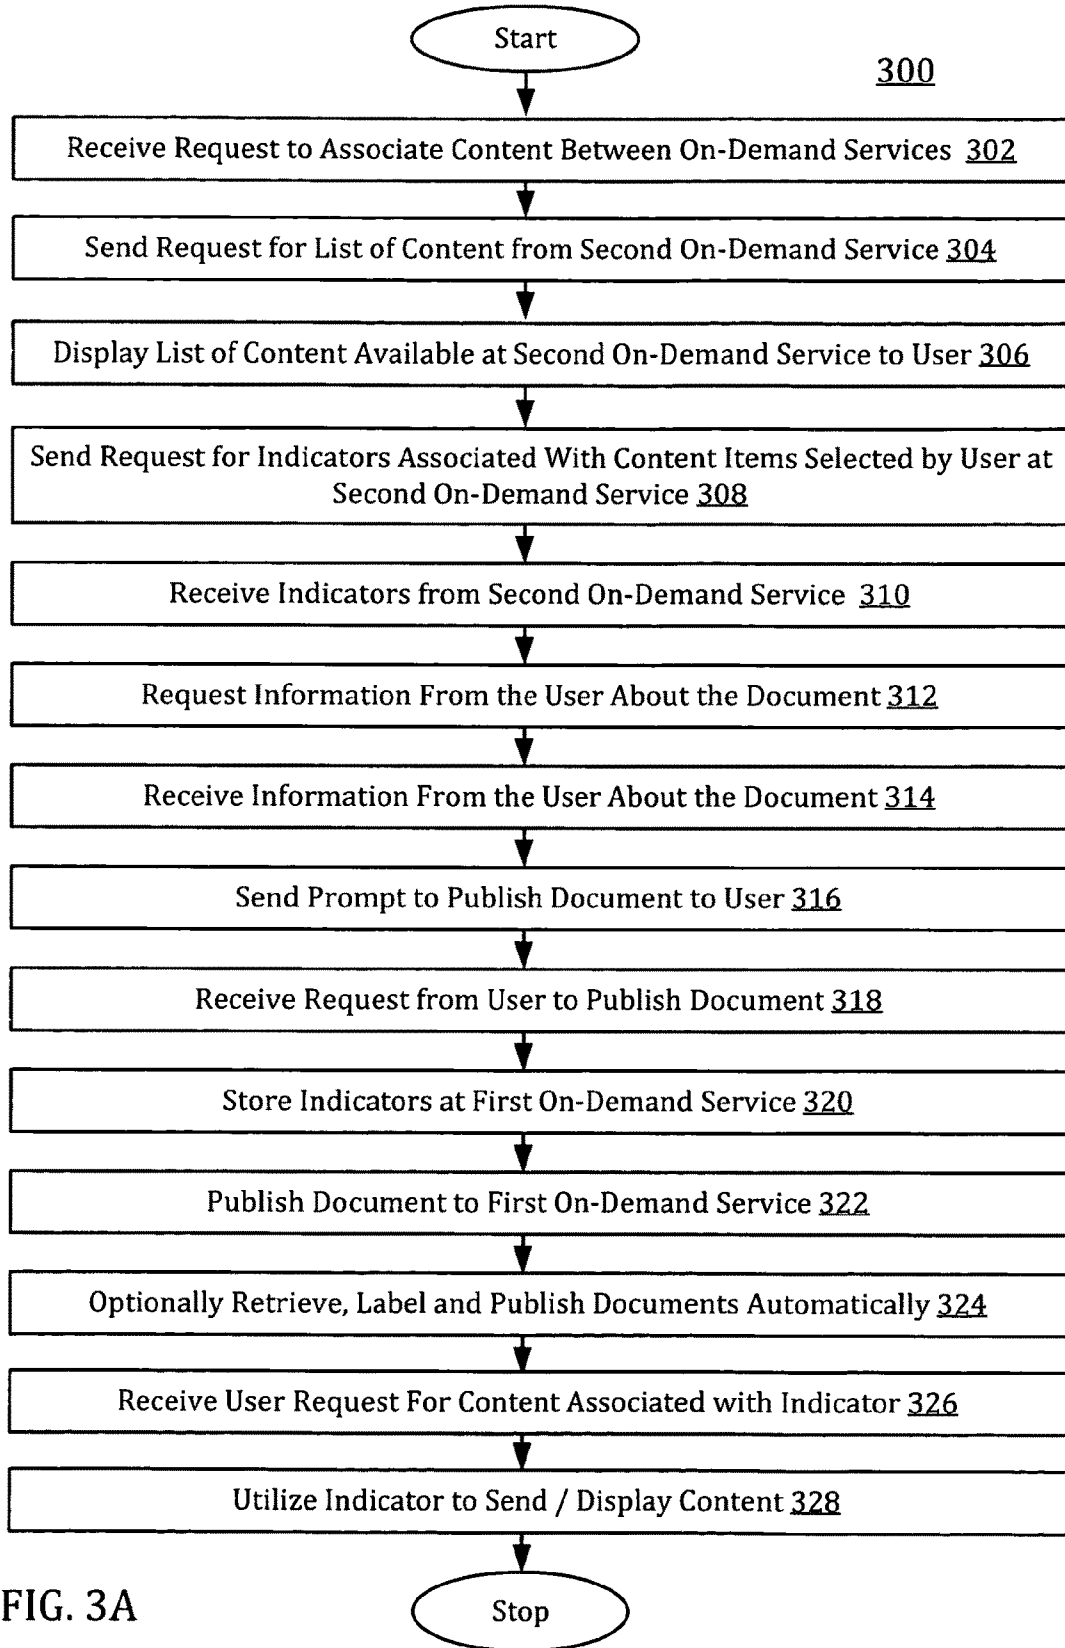 Start
300
Receive Request to Associate Content Between On-Demand Services 302
Send Request for List of Content from Second On-Demand Service 304
Display List of Content Available at Second On-Demand Service to User 306
Send Request for Indicators Associated With Content Items Selected by User at
Second On-Demand Service 308
Receive Indicators from Second On-Demand Service 310
Request Information From the User About the Document 312
Receive Information From the User About the Document 314
Send Prompt to Publish Document to User 316
Receive Request from User to Publish Document 318
Store Indicators at First On-Demand Service 320
Publish Document to First On-Demand Service 322
Optionally Retrieve, Label and Publish Documents Automatically 324
Receive User Request For Content Associated with Indicator 326
Utilize Indicator to Send / Display Content 328
Stop
FIG. 3A